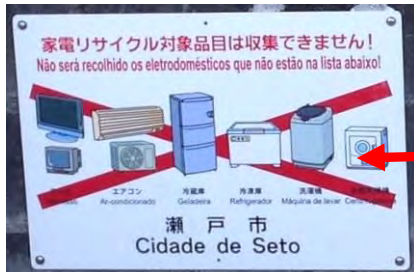 家電リサイクル対象品目は収集できません!
Não será recolhido os eletrodomésticos que não estão na lista abaixo!
エアコン 冷蔵庫 冷凍庫 洗濯機
Ar-condicionado Geladeira Refrigerador Máquina de lavar
瀬戸市
Cidade de Seto